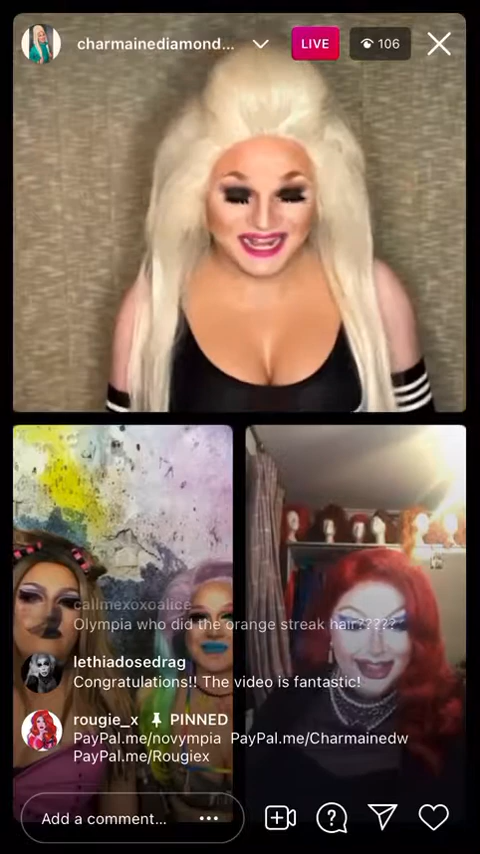 charmainediamond...
LIVE
106
callmexoxoalice
Olympia who did the orange streak hair?????
lethiadosedrag
Congratulations!! The video is fantastic!
rougie_x PINNED
PayPal.me/novympia PayPal.me/Charmainedw
PayPal.me/Rougiex
Add a comment...